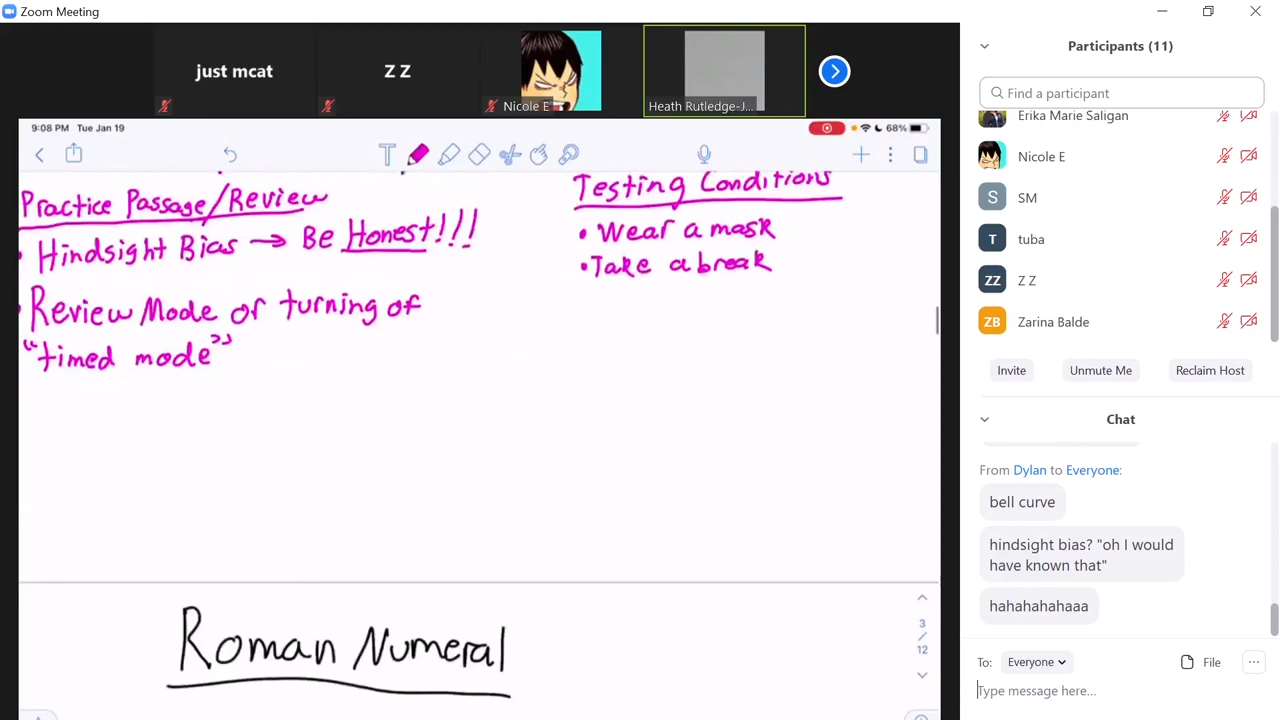 Zoom Meeting
just mcat
Z Z
Nicole E
Heath Rutledge-J...
Participants (11)
Find a participant
Erika Marie Saligan
Nicole E
S SM
T tuba
ZZ Z Z
ZB Zarina Balde
Invite Unmute Me Reclaim Host
9:08 PM Tue Jan 19
68%
T
Practice Passage/Review
• Hindsight Bias → Be Honest!!!
• Review Mode or turning of
"timed mode"
Testing Conditions
• Wear a mask
• Take a break
Roman Numeral
3
/
12
Chat
From Dylan to Everyone:
bell curve
hindsight bias? "oh I would
have known that"
hahahahahaaa
To: Everyone File ...
Type message here...